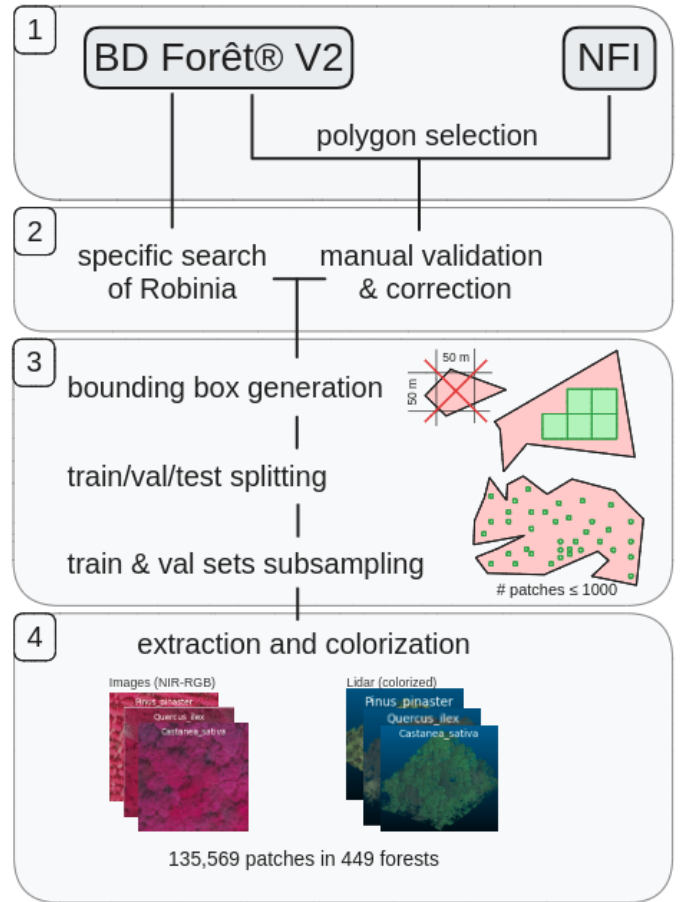 1
BD Forêt® V2
NFI
polygon selection
2
specific search
of Robinia
manual validation
& correction
3
bounding box generation
50 m
50 m
train/val/test splitting
train & val sets subsampling
# patches ≤ 1000
4
extraction and colorization
Images (NIR-RGB)
Pinus_pinaster
Quercus_ilex
Castanea_sativa
Lidar (colorized)
Pinus_pinaster
Quercus_ilex
Castanea_sativa
135,569 patches in 449 forests